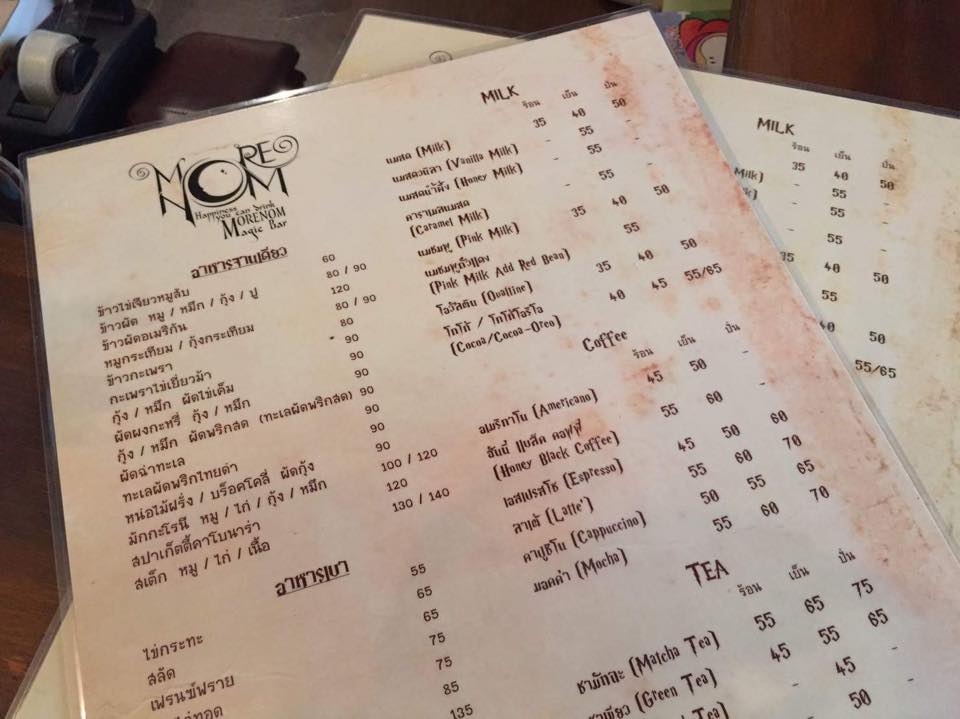 MORE NOM
Happiness you can drink
MORENOM
Magic Bar
อาหารจานเดียว
ข้าวไข่เจียวหมูสับ 60
ข้าวผัด หมู / หมึก / กุ้ง / ปู 80 / 90
ข้าวผัดอเมริกัน 120
หมูกระเทียม / กุ้งกระเทียม 80 / 90
ข้าวกะเพรา 80
กะเพราไข่เยี่ยวม้า 90
กุ้ง / หมึก ผัดไข่เค็ม 90
ผัดผงกะหรี่ กุ้ง / หมึก 90
กุ้ง / หมึก ผัดพริกสด (ทะเลผัดพริกสด) 90
ผัดฉ่าทะเล 90
ทะเลผัดพริกไทยดำ 90
หน่อไม้ฝรั่ง / บร็อคโคลี่ ผัดกุ้ง 90
มักกะโรนี หมู / ไก่ / กุ้ง / หมึก 100 / 120
สปาเก็ตตี้คาโบนาร่า 120
สเต็ก หมู / ไก่ / เนื้อ 130 / 140
อาหารเบา
55
ไข่กระทะ 65
สลัด 65
เฟรนช์ฟราย 75
75
85
135
MILK
ร้อน เย็น ปั่น
นมสด (Milk) 35 40 50
นมสดวนิลา (Vanilla Milk) - 55 -
นมสดน้ำผึ้ง (Honey Milk) - 55 -
คาราเมลนมสด
(Caramel Milk) - 55
นมชมพู (Pink Milk) 35 40 50
นมชมพูถั่วแดง
(Pink Milk Add Red Bean) 55
โอวัลติน (Ovaltine) 35 40 50
โกโก้ / โกโก้โอริโอ
(Cocoa/Cocoa-Oreo) 40 45 55/65
Coffee
ร้อน เย็น ปั่น
อเมริกาโน (Americano) 45 50 -
ฮันนี่ แบล็ค คอฟฟี่
(Honey Black Coffee) 55 60 -
เอสเปรสโซ (Espresso) 45 50 60
ลาเต้ (Latte') 55 60 70
คาปูชิโน (Cappuccino) 50 55 65
มอคค่า (Mocha) 55 60 70
TEA
ร้อน เย็น ปั่น
ชามัทฉะ (Matcha Tea) 55 65 75
ชาเขียว (Green Tea) 45 55 65
Tea) - 45 -
50
MILK
ร้อน เย็น ปั่น
35 40 50
Milk) - 55
- 55
- 55
35 40 50
55
40 50
55/65